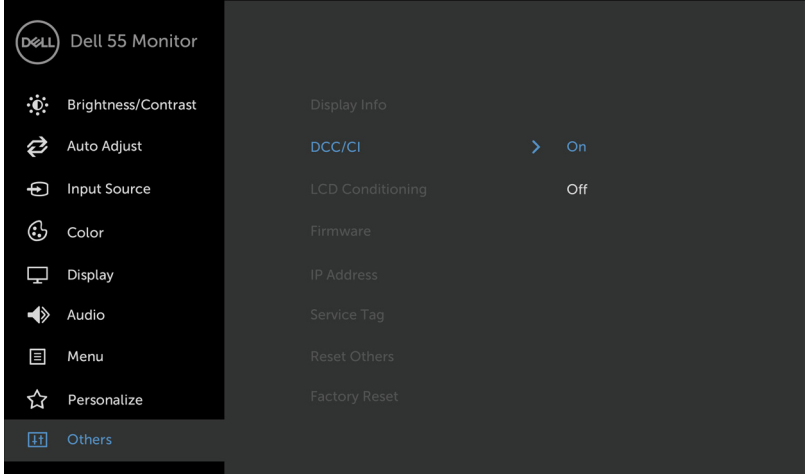 DELL
Dell 55 Monitor
Brightness/Contrast
Auto Adjust
Input Source
Color
Display
Audio
Menu
Personalize
Others
Display Info
DCC/CI On
Off
LCD Conditioning
Firmware
IP Address
Service Tag
Reset Others
Factory Reset